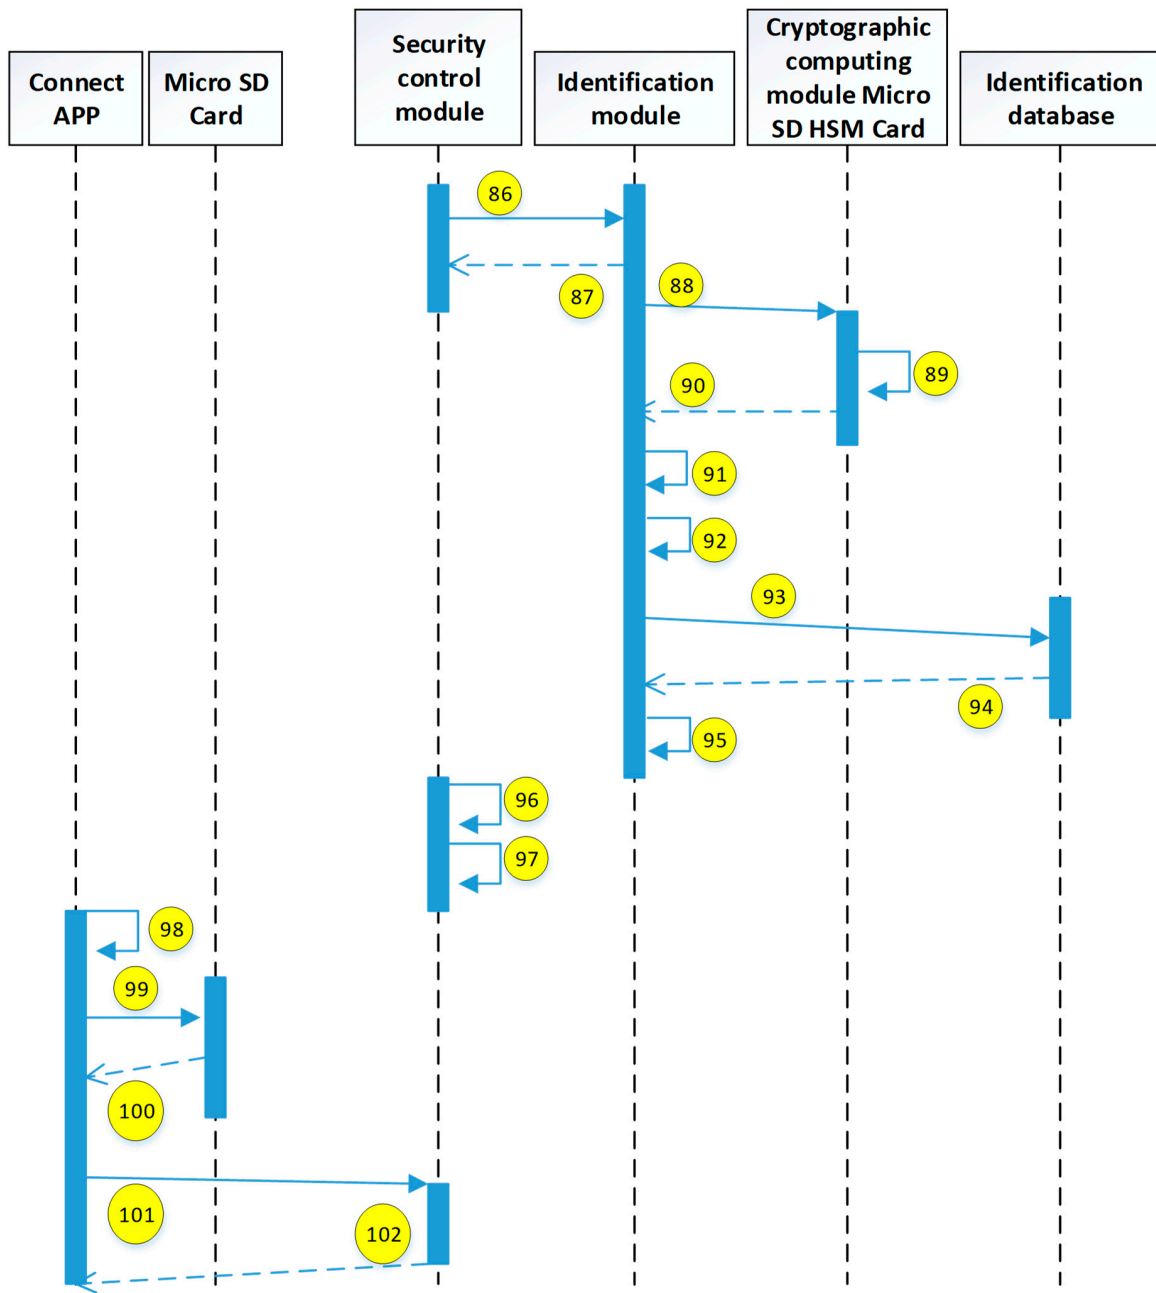 Connect
APP
Micro SD
Card
Security
control
module
Identification
module
Cryptographic
computing
module Micro
SD HSM Card
Identification
database
86
87
88
89
90
91
92
93
94
95
96
97
98
99
100
101
102